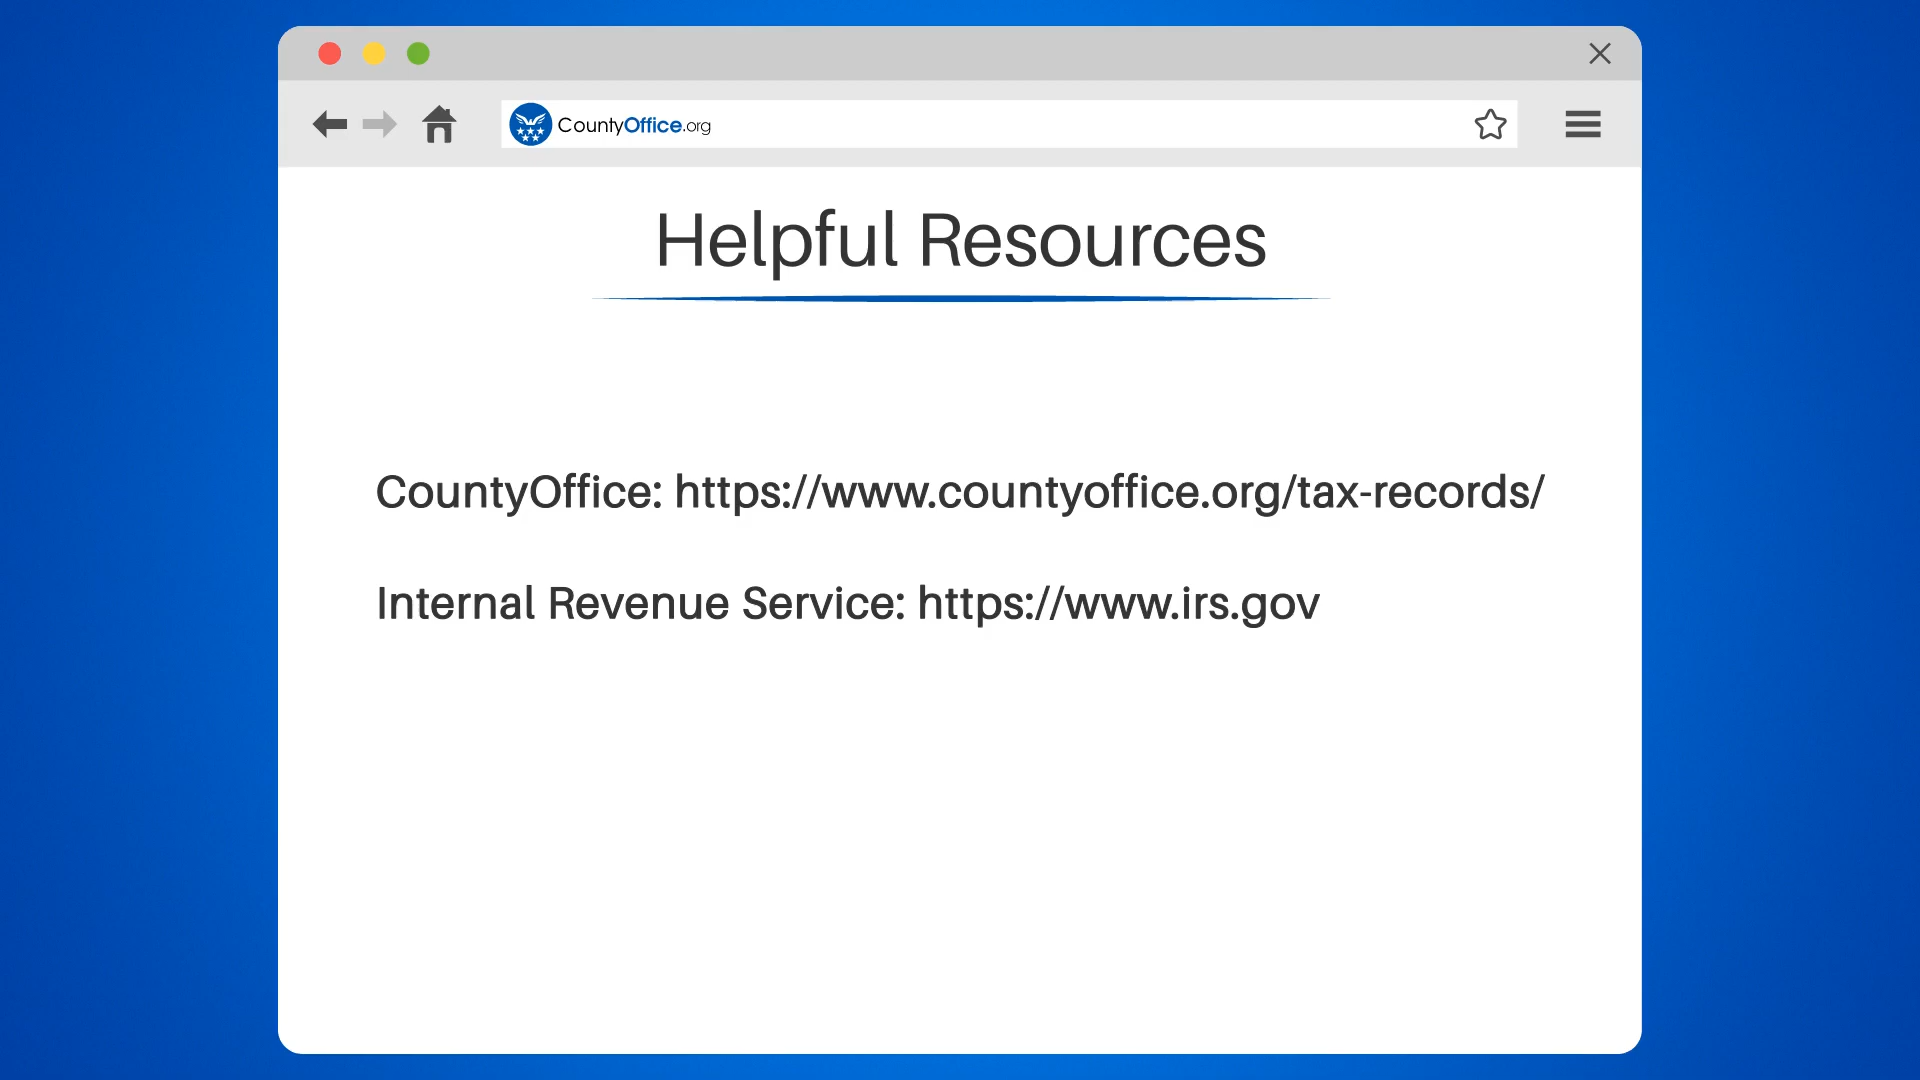 CountyOffice.org
Helpful Resources
CountyOffice: https://www.countyoffice.org/tax-records/
Internal Revenue Service: https://www.irs.gov